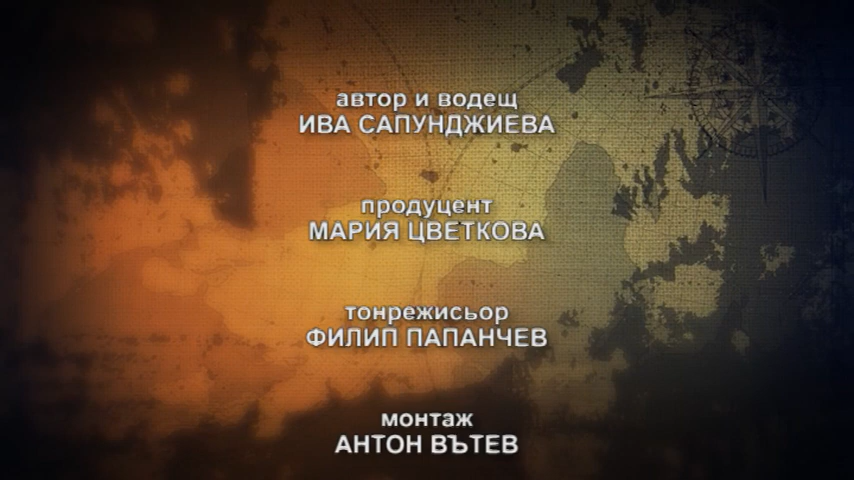 автор и водещ
ИВА САПУНДЖИЕВА
продуцент
МАРИЯ ЦВЕТКОВА
тонрежисьор
ФИЛИП ПАПАНЧЕВ
монтаж
АНТОН ВЪТЕВ